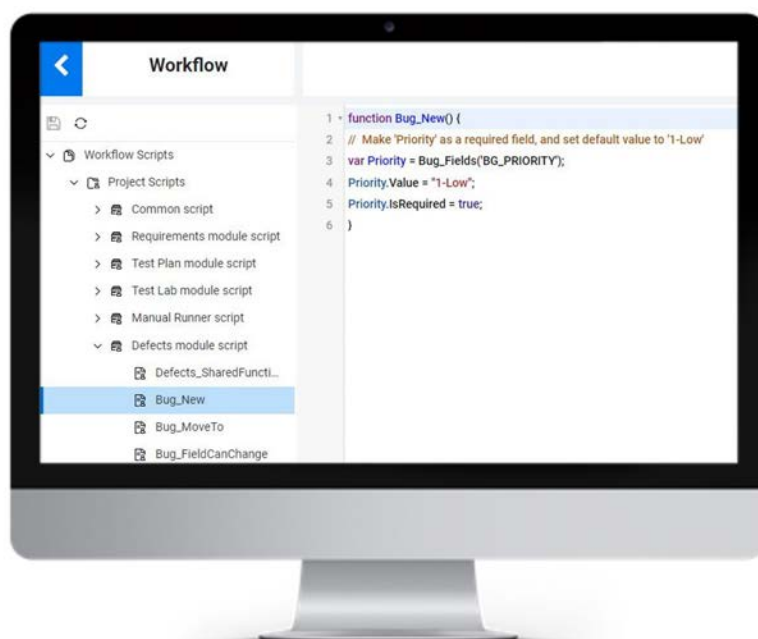 Workflow
Workflow Scripts
Project Scripts
Common script
Requirements module script
Test Plan module script
Test Lab module script
Manual Runner script
Defects module script
Defects_SharedFuncti...
Bug_New
Bug_MoveTo
Bug_FieldCanChange
1 function Bug_New() {
2 // Make 'Priority' as a required field, and set default value to '1-Low'
3 var Priority = Bug_Fields('BG_PRIORITY');
4 Priority.Value = "1-Low";
5 Priority.IsRequired = true;
6 }